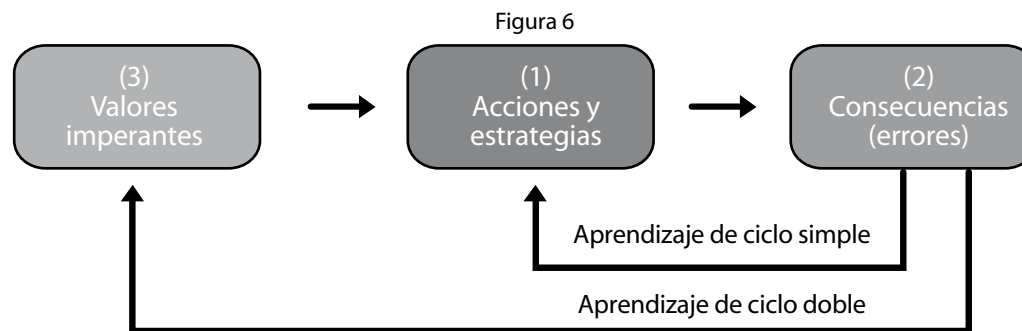 Figura 6
(3)
Valores
imperantes
(1)
Acciones y
estrategias
(2)
Consecuencias
(errores)
Aprendizaje de ciclo simple
Aprendizaje de ciclo doble